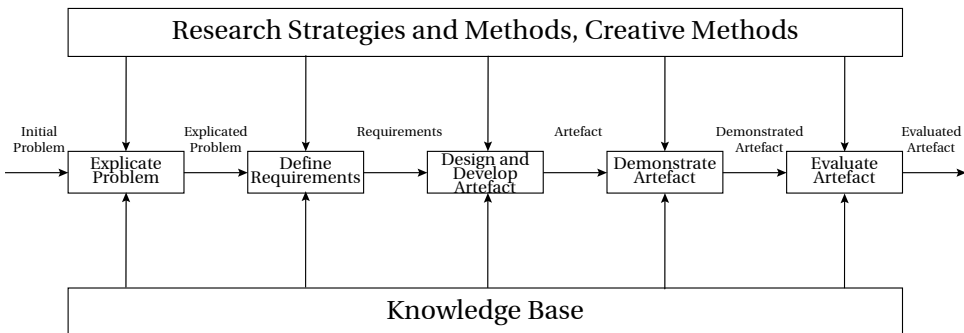 Research Strategies and Methods, Creative Methods
Initial
Problem
Explicated
Problem
Requirements
Artefact
Demonstrated
Artefact
Evaluated
Artefact
Explicate
Problem
Define
Requirements
Design and
Develop
Artefact
Demonstrate
Artefact
Evaluate
Artefact
Knowledge Base